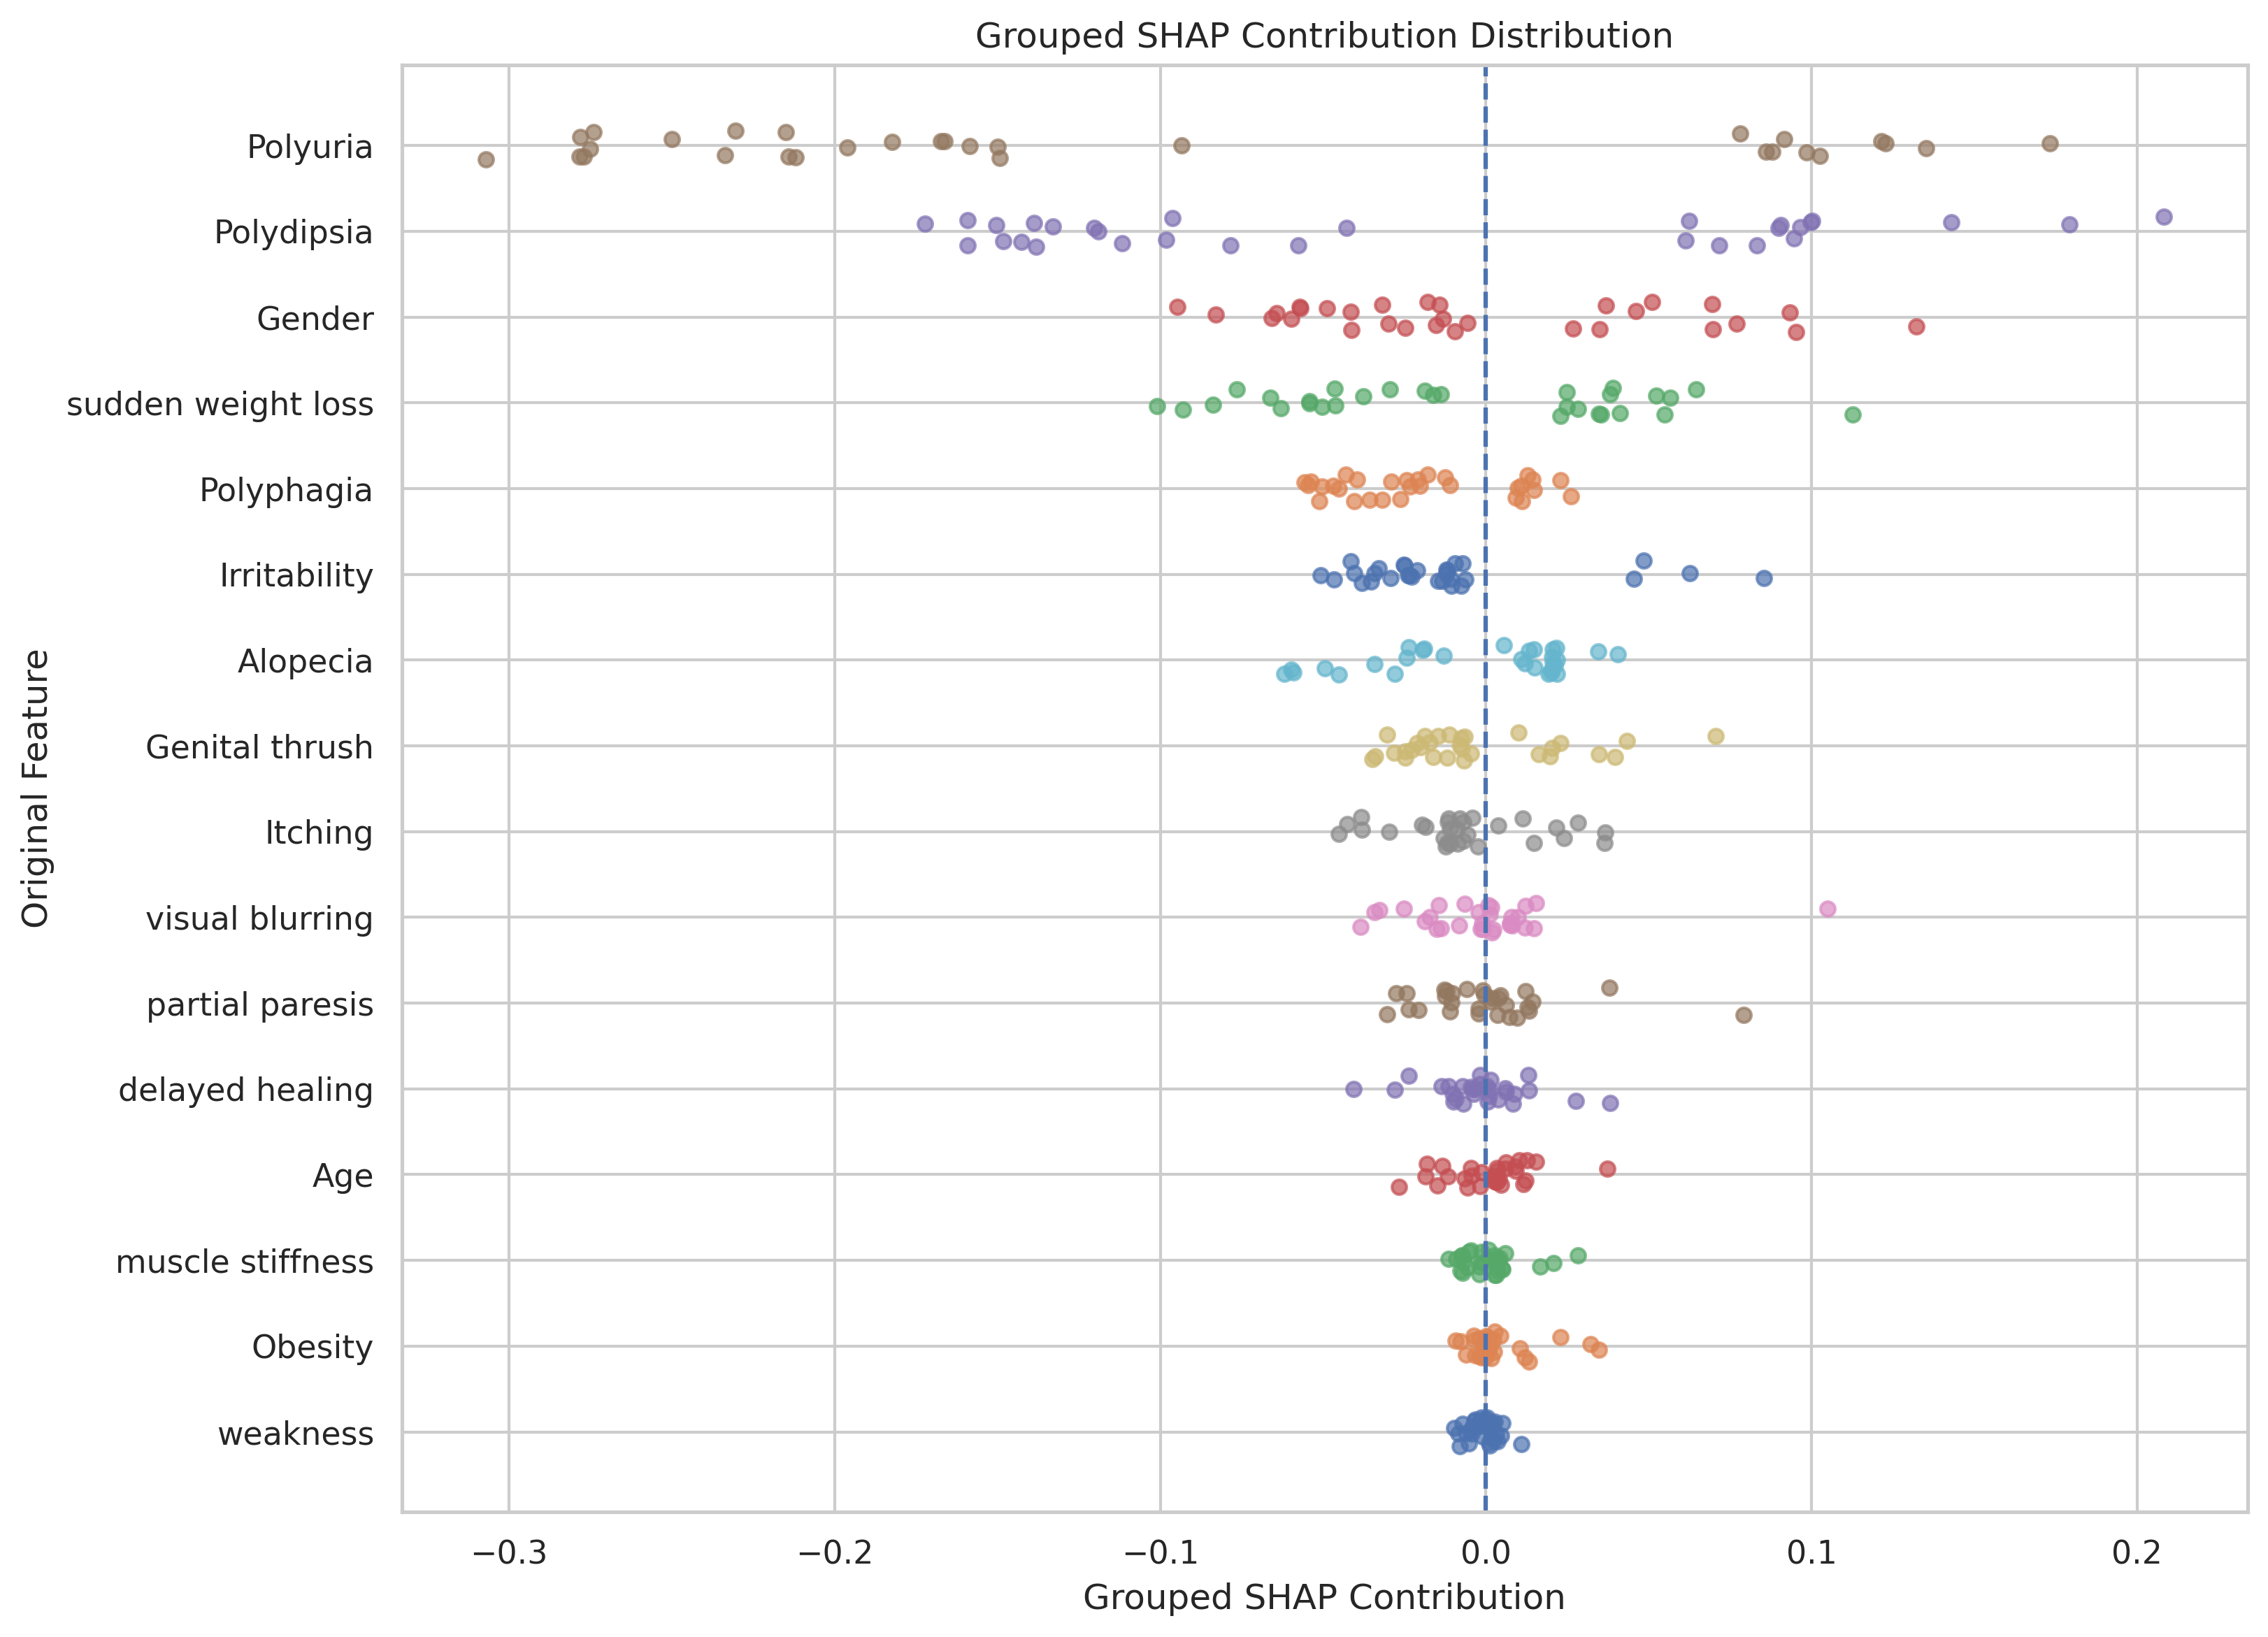 Grouped SHAP Contribution Distribution
Polyuria
Polydipsia
Gender
sudden weight loss
Polyphagia
Irritability
Alopecia
Genital thrush
Itching
visual blurring
partial paresis
delayed healing
Age
muscle stiffness
Obesity
weakness
Original Feature
−0.3 −0.2 −0.1 0.0 0.1 0.2
Grouped SHAP Contribution